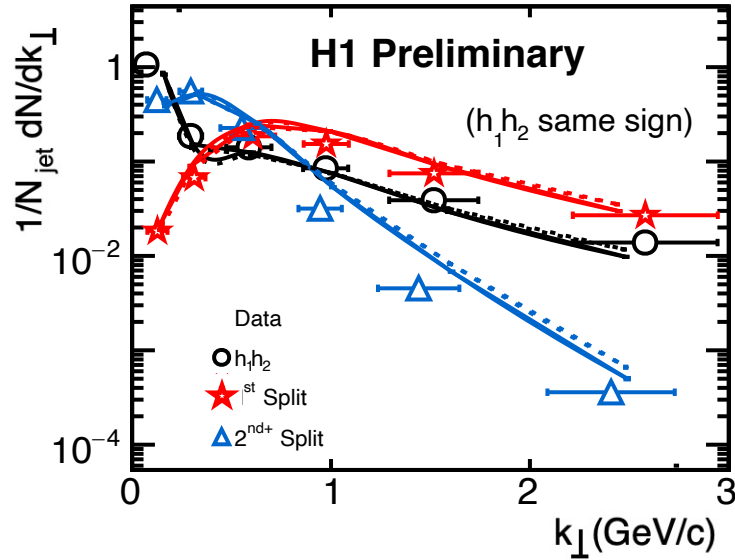 H1 Preliminary
(h₁h₂ same sign)
1/N_jet dN/dk⊥
1
10⁻²
10⁻⁴
Data
h₁h₂
1ˢᵗ Split
2ⁿᵈ⁺ Split
0
1
2
3
k⊥(GeV/c)